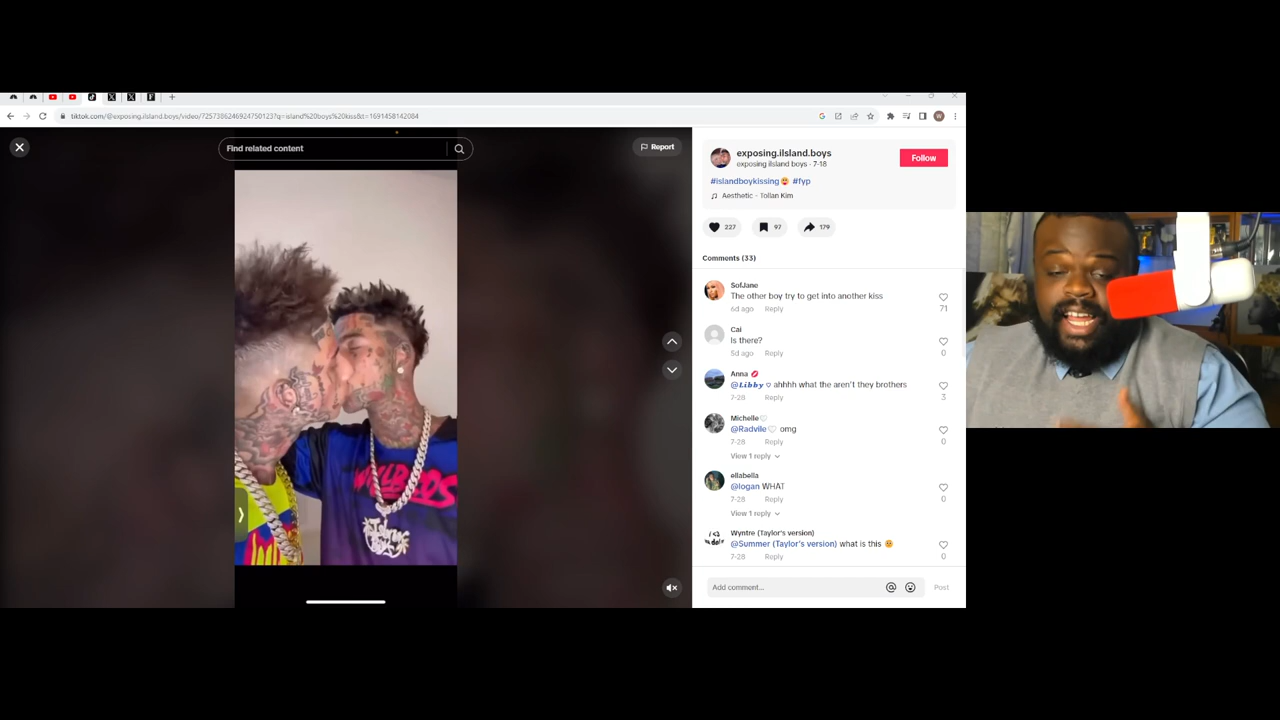 tiktok.com/@exposing.ilsland.boys/video/7257386246924750123?q=island%20boys%20kiss&t=1691458142084
Find related content
Report
exposing.ilsland.boys
exposing ilsland boys · 7-18
Follow
#islandboykissing 😍 #fyp
Aesthetic - Tollan Kim
227
97
179
Comments (33)
SofJane
The other boy try to get into another kiss
6d ago Reply
71
Cai
Is there?
5d ago Reply
0
Anna 💋
@Libby ♡ ahhhh what the aren't they brothers
7-28 Reply
3
Michelle♡
@Radvile♡ omg
7-28 Reply
0
View 1 reply
ellabella
@logan WHAT
7-28 Reply
0
View 1 reply
Wyntre (Taylor's version)
@Summer (Taylor's version) what is this
7-28 Reply
0
Add comment...
@
Post